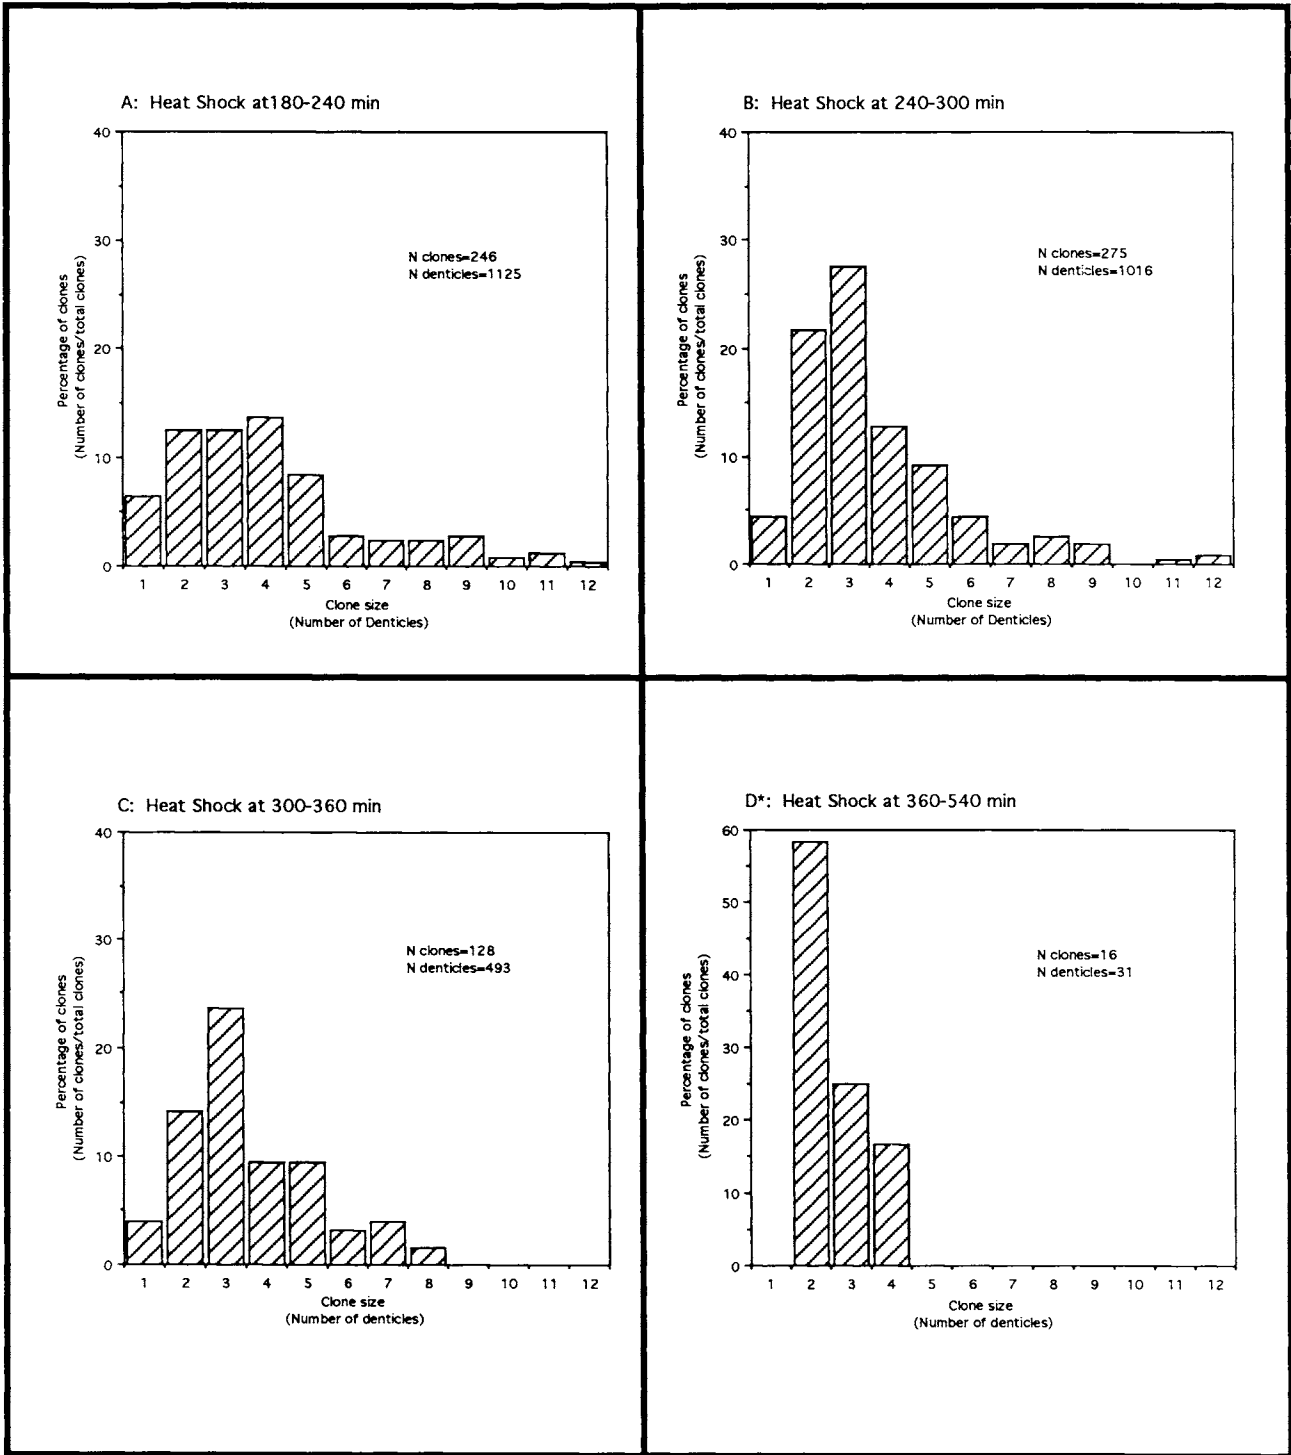 A: Heat Shock at180-240 min
40
30
20
10
0
Percentage of clones
(Number of clones/total clones)
N clones=246
N denticles=1125
1 2 3 4 5 6 7 8 9 10 11 12
Clone size
(Number of Denticles)
B: Heat Shock at 240-300 min
40
30
20
10
0
Percentage of clones
(Number of clones/total clones)
N clones=275
N denticles=1016
1 2 3 4 5 6 7 8 9 10 11 12
Clone size
(Number of Denticles)
C: Heat Shock at 300-360 min
40
30
20
10
0
Percentage of clones
(Number of clones/total clones)
N clones=128
N denticles=493
1 2 3 4 5 6 7 8 9 10 11 12
Clone size
(Number of denticles)
D*: Heat Shock at 360-540 min
60
50
40
30
20
10
0
Percentage of clones
(Number of clones/total clones)
N clones=16
N denticles=31
1 2 3 4 5 6 7 8 9 10 11 12
Clone size
(Number of denticles)